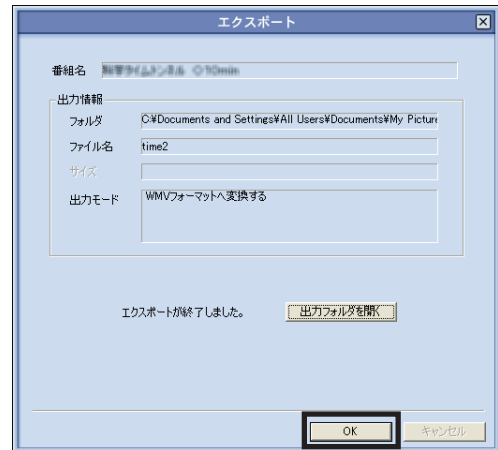 エクスポート
番組名
出力情報
フォルダ C:¥Documents and Settings¥All Users¥Documents¥My Picture
ファイル名 time2
サイズ
出力モード WMVフォーマットへ変換する
エクスポートが終了しました。 出力フォルダを開く
OK キャンセル